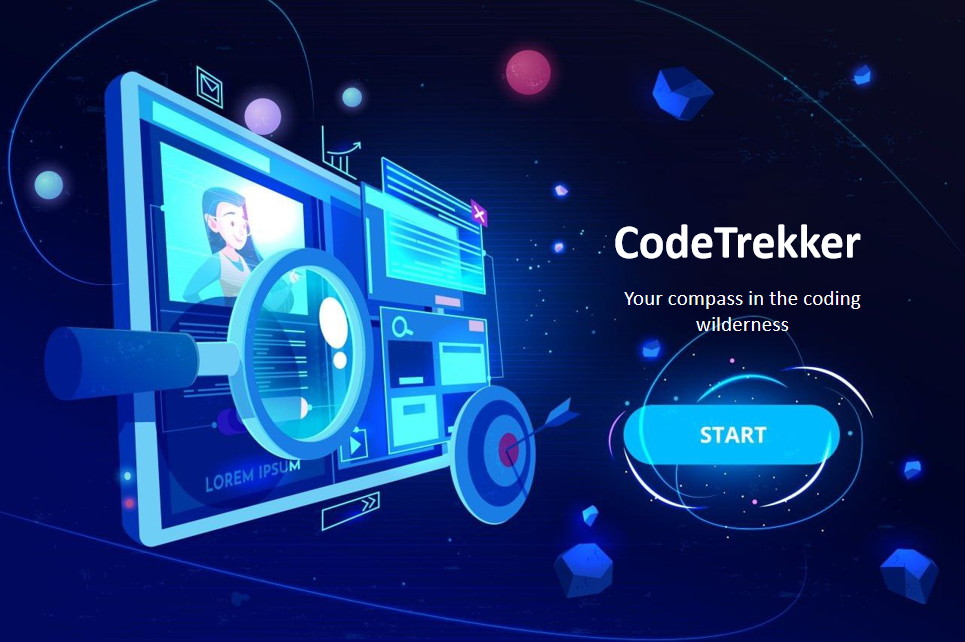 CodeTrekker
Your compass in the coding
wilderness
START
LOREM IPSUM